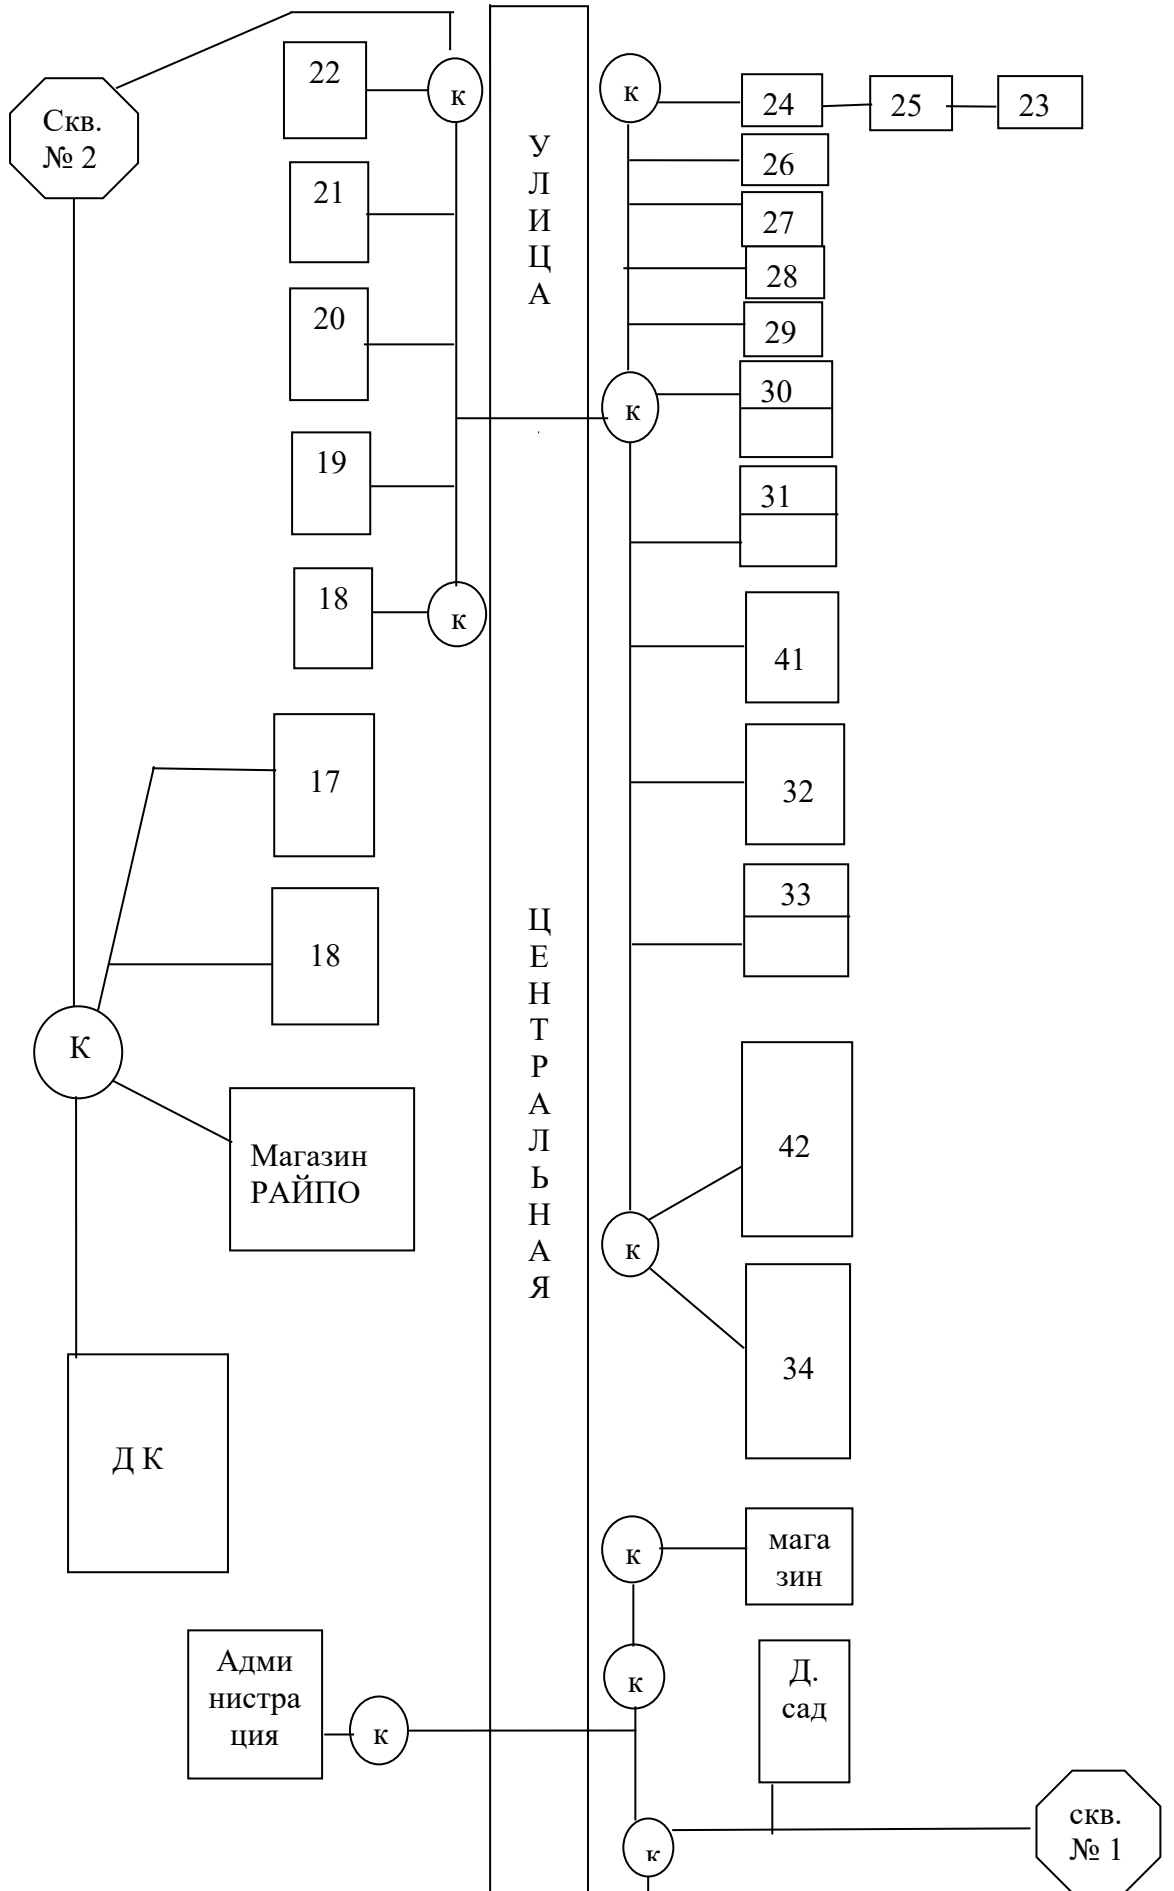 Скв.
№ 2
22
к
21
20
19
18
к
17
18
К
Магазин
РАЙПО
Д К
Адми
нистра
ция
к
У
Л
И
Ц
А
Ц
Е
Н
Т
Р
А
Л
Ь
Н
А
Я
к
24
25
23
26
27
28
29
к
30
31
41
32
33
42
к
34
к
мага
зин
к
Д.
сад
к
скв.
№ 1